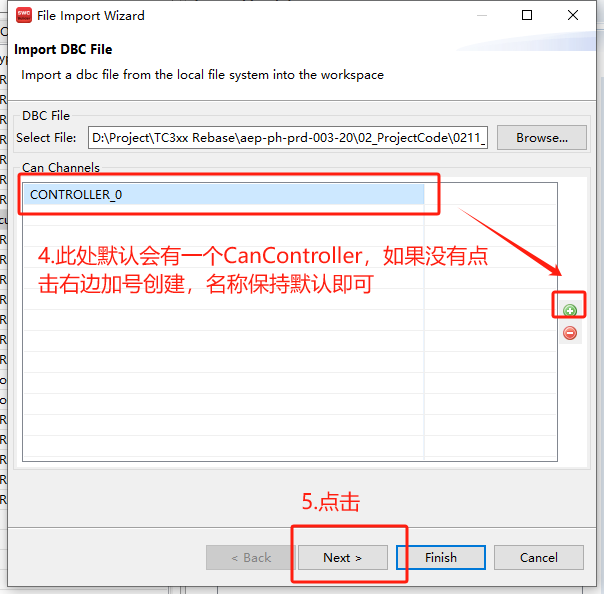 File Import Wizard
Import DBC File
Import a dbc file from the local file system into the workspace
DBC File
Select File: D:\Project\TC3xx Rebase\aep-ph-prd-003-20\02_ProjectCode\0211_ Browse...
Can Channels
CONTROLLER_0
4.此处默认会有一个CanController，如果没有点
击右边加号创建，名称保持默认即可
5.点击
< Back Next > Finish Cancel